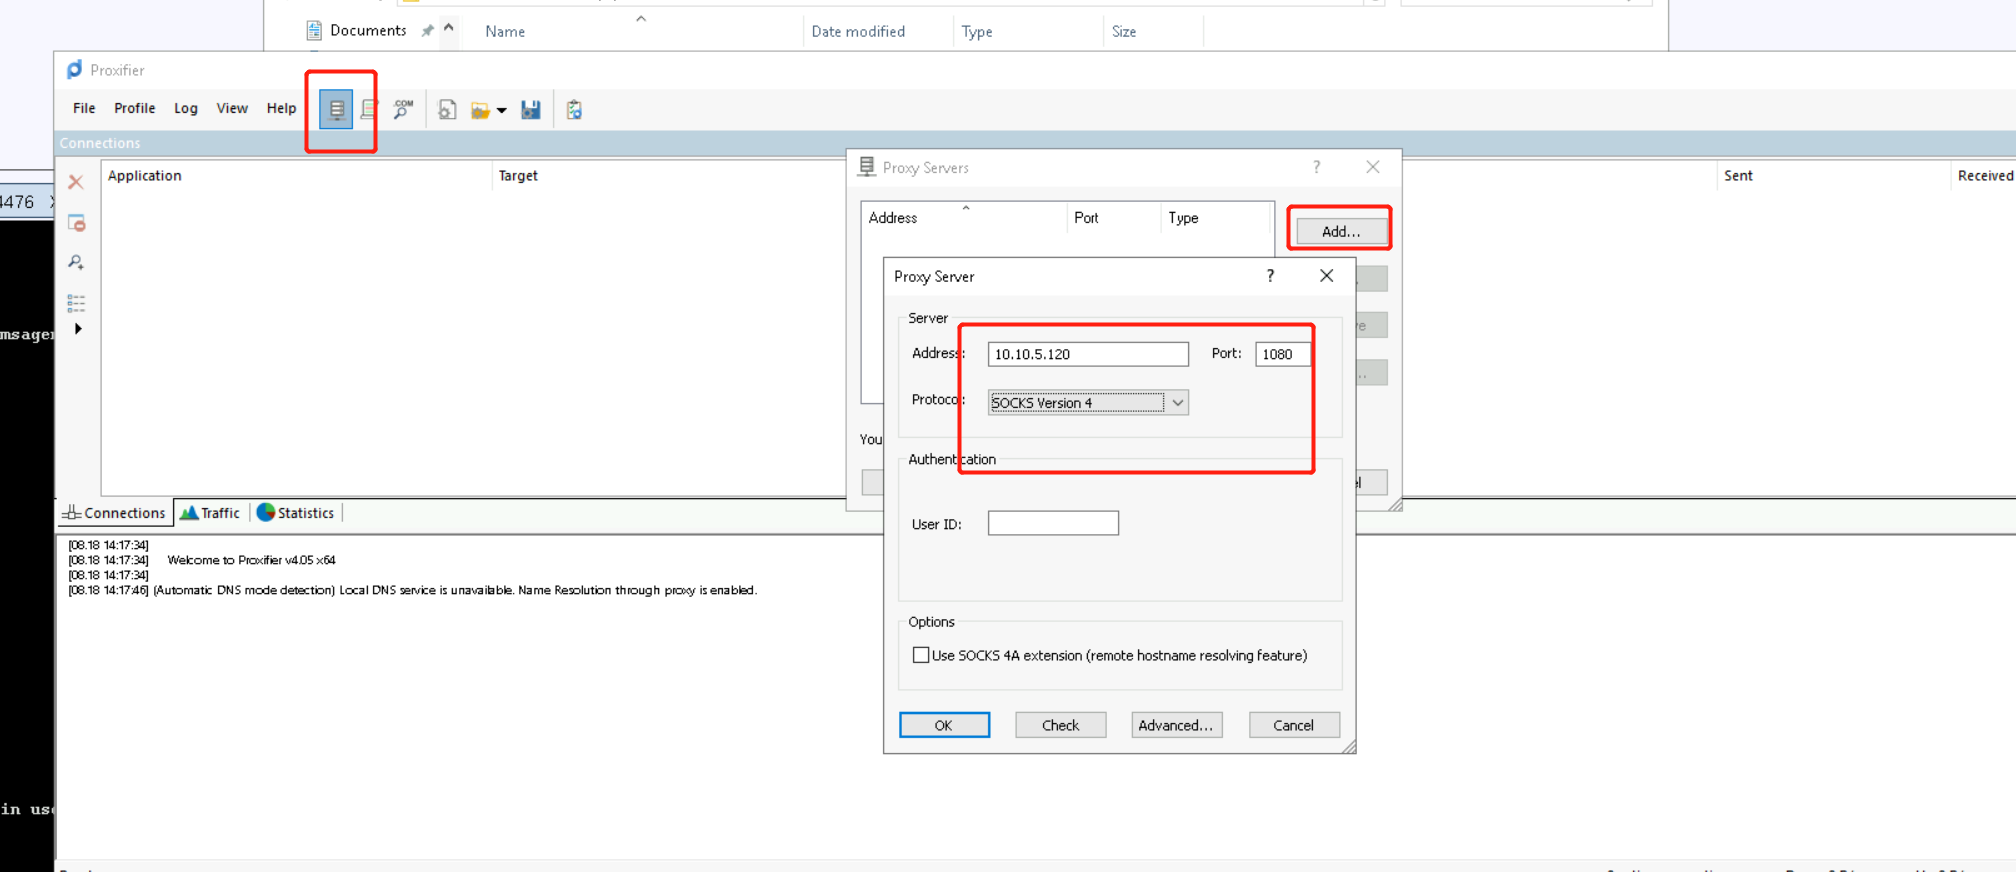 Documents
Name
Date modified
Type
Size
Proxifier
File Profile Log View Help
.COM
Connections
Application
Target
Sent
Received
4476
Proxy Servers
?
Address
Port
Type
Add...
Proxy Server
?
Server
Address:
10.10.5.120
Port:
1080
Protocol:
SOCKS Version 4
You
Authentication
User ID:
Options
Use SOCKS 4A extension (remote hostname resolving feature)
OK
Check
Advanced...
Cancel
Connections
Traffic
Statistics
[08.18 14:17:34]
[08.18 14:17:34] Welcome to Proxifier v4.05 x64
[08.18 14:17:34]
[08.18 14:17:46] (Automatic DNS mode detection) Local DNS service is unavailable. Name Resolution through proxy is enabled.
in